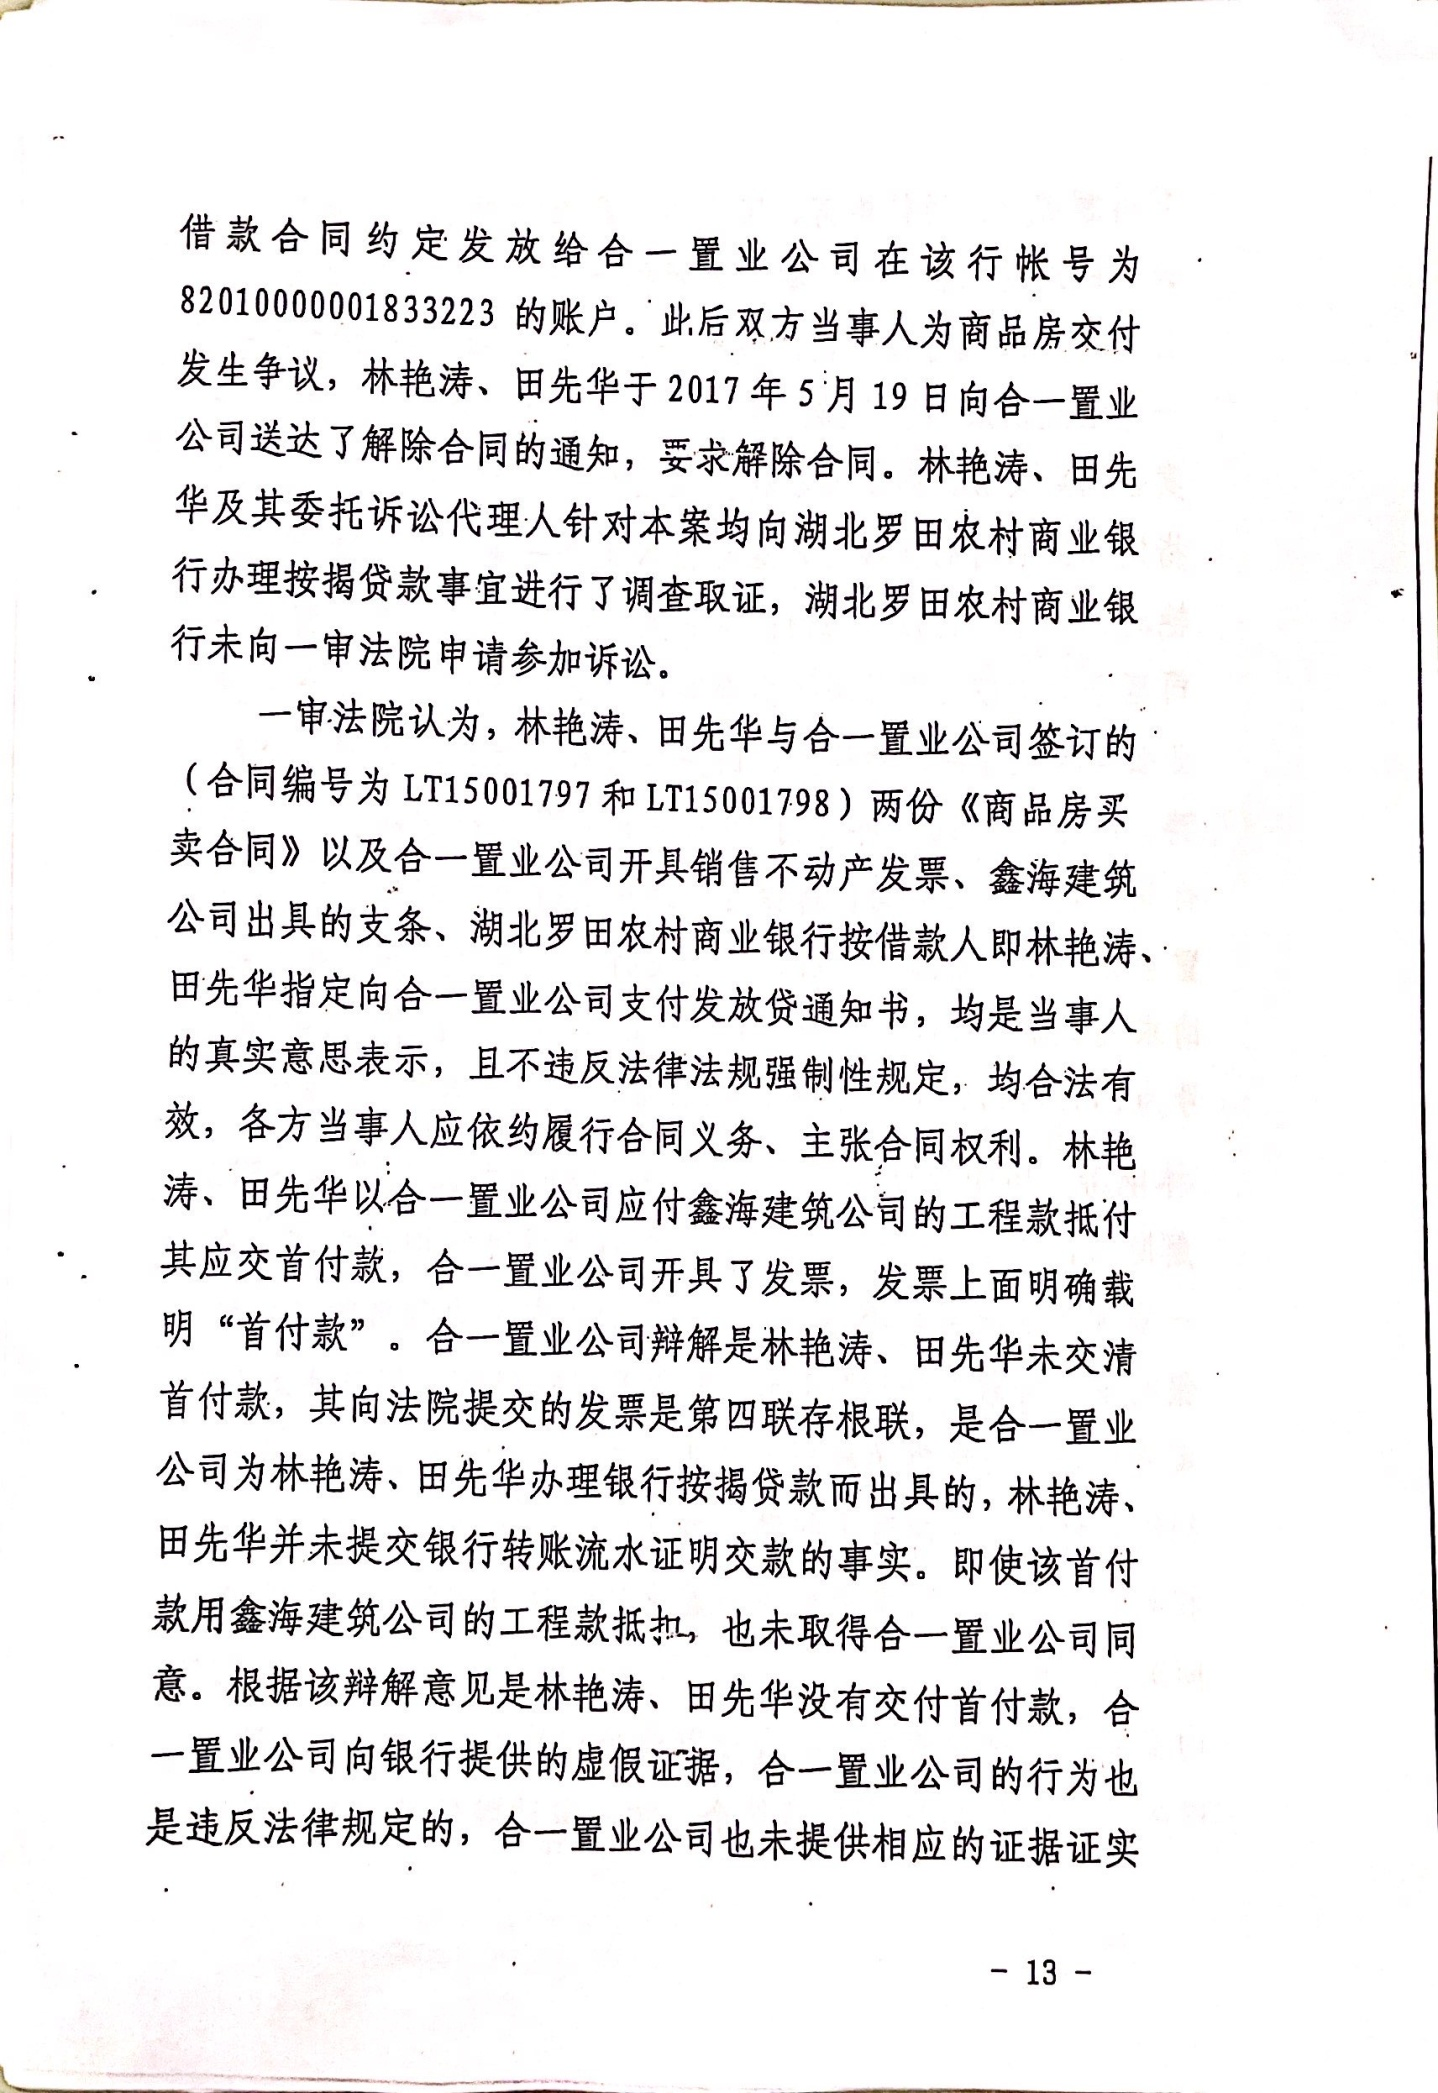 借款合同约定发放给合一置业公司在该行帐号为
82010000001833223 的账户。此后双方当事人为商品房交付
发生争议，林艳涛、田先华于 2017 年 5 月 19 日向合一置业
公司送达了解除合同的通知，要求解除合同。林艳涛、田先
华及其委托诉讼代理人针对本案均向湖北罗田农村商业银
行办理按揭贷款事宜进行了调查取证，湖北罗田农村商业银
行未向一审法院申请参加诉讼。
一审法院认为，林艳涛、田先华与合一置业公司签订的
（合同编号为 LT15001797 和 LT15001798）两份《商品房买
卖合同》以及合一置业公司开具销售不动产发票、鑫海建筑
公司出具的支条、湖北罗田农村商业银行按借款人即林艳涛、
田先华指定向合一置业公司支付发放贷通知书，均是当事人
的真实意思表示，且不违反法律法规强制性规定，均合法有
效，各方当事人应依约履行合同义务、主张合同权利。林艳
涛、田先华以合一置业公司应付鑫海建筑公司的工程款抵付
其应交首付款，合一置业公司开具了发票，发票上面明确载
明“首付款”。合一置业公司辩解是林艳涛、田先华未交清
首付款，其向法院提交的发票是第四联存根联，是合一置业
公司为林艳涛、田先华办理银行按揭贷款而出具的，林艳涛、
田先华并未提交银行转账流水证明交款的事实。即使该首付
款用鑫海建筑公司的工程款抵扣，也未取得合一置业公司同
意。根据该辩解意见是林艳涛、田先华没有交付首付款，合
一置业公司向银行提供的虚假证据，合一置业公司的行为也
是违反法律规定的，合一置业公司也未提供相应的证据证实
- 13 -